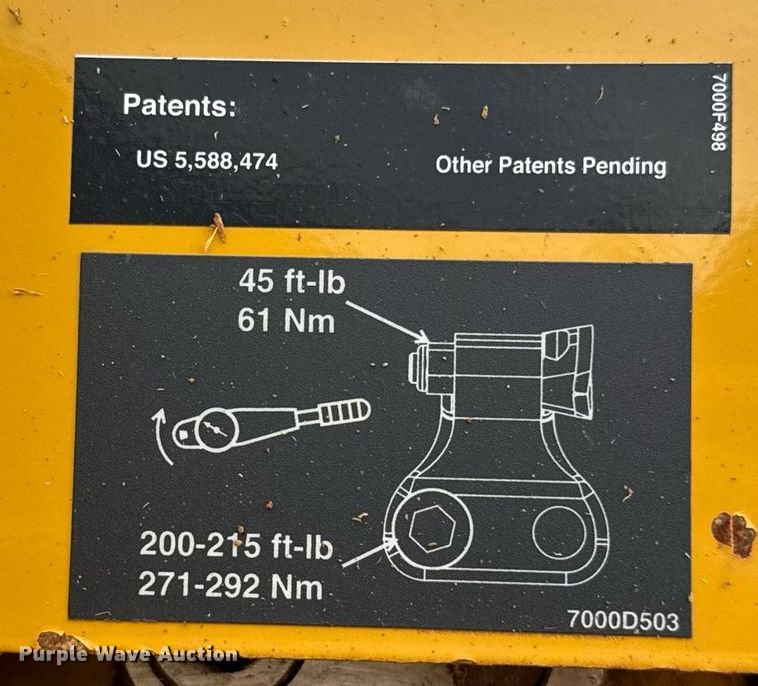 Patents:
US 5,588,474
Other Patents Pending
7000F498
45 ft-lb
61 Nm
200-215 ft-lb
271-292 Nm
7000D503
Purple Wave Auction